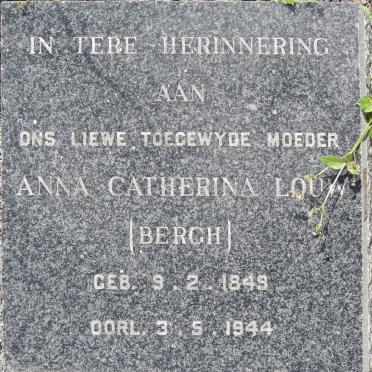 IN TERE HERINNERING
AAN
ONS LIEWE TOEGEWYDE MOEDER
ANNA CATHERINA LOUW
(BERGH)
GEB. 9.2.1849
OORL. 3.5.1944